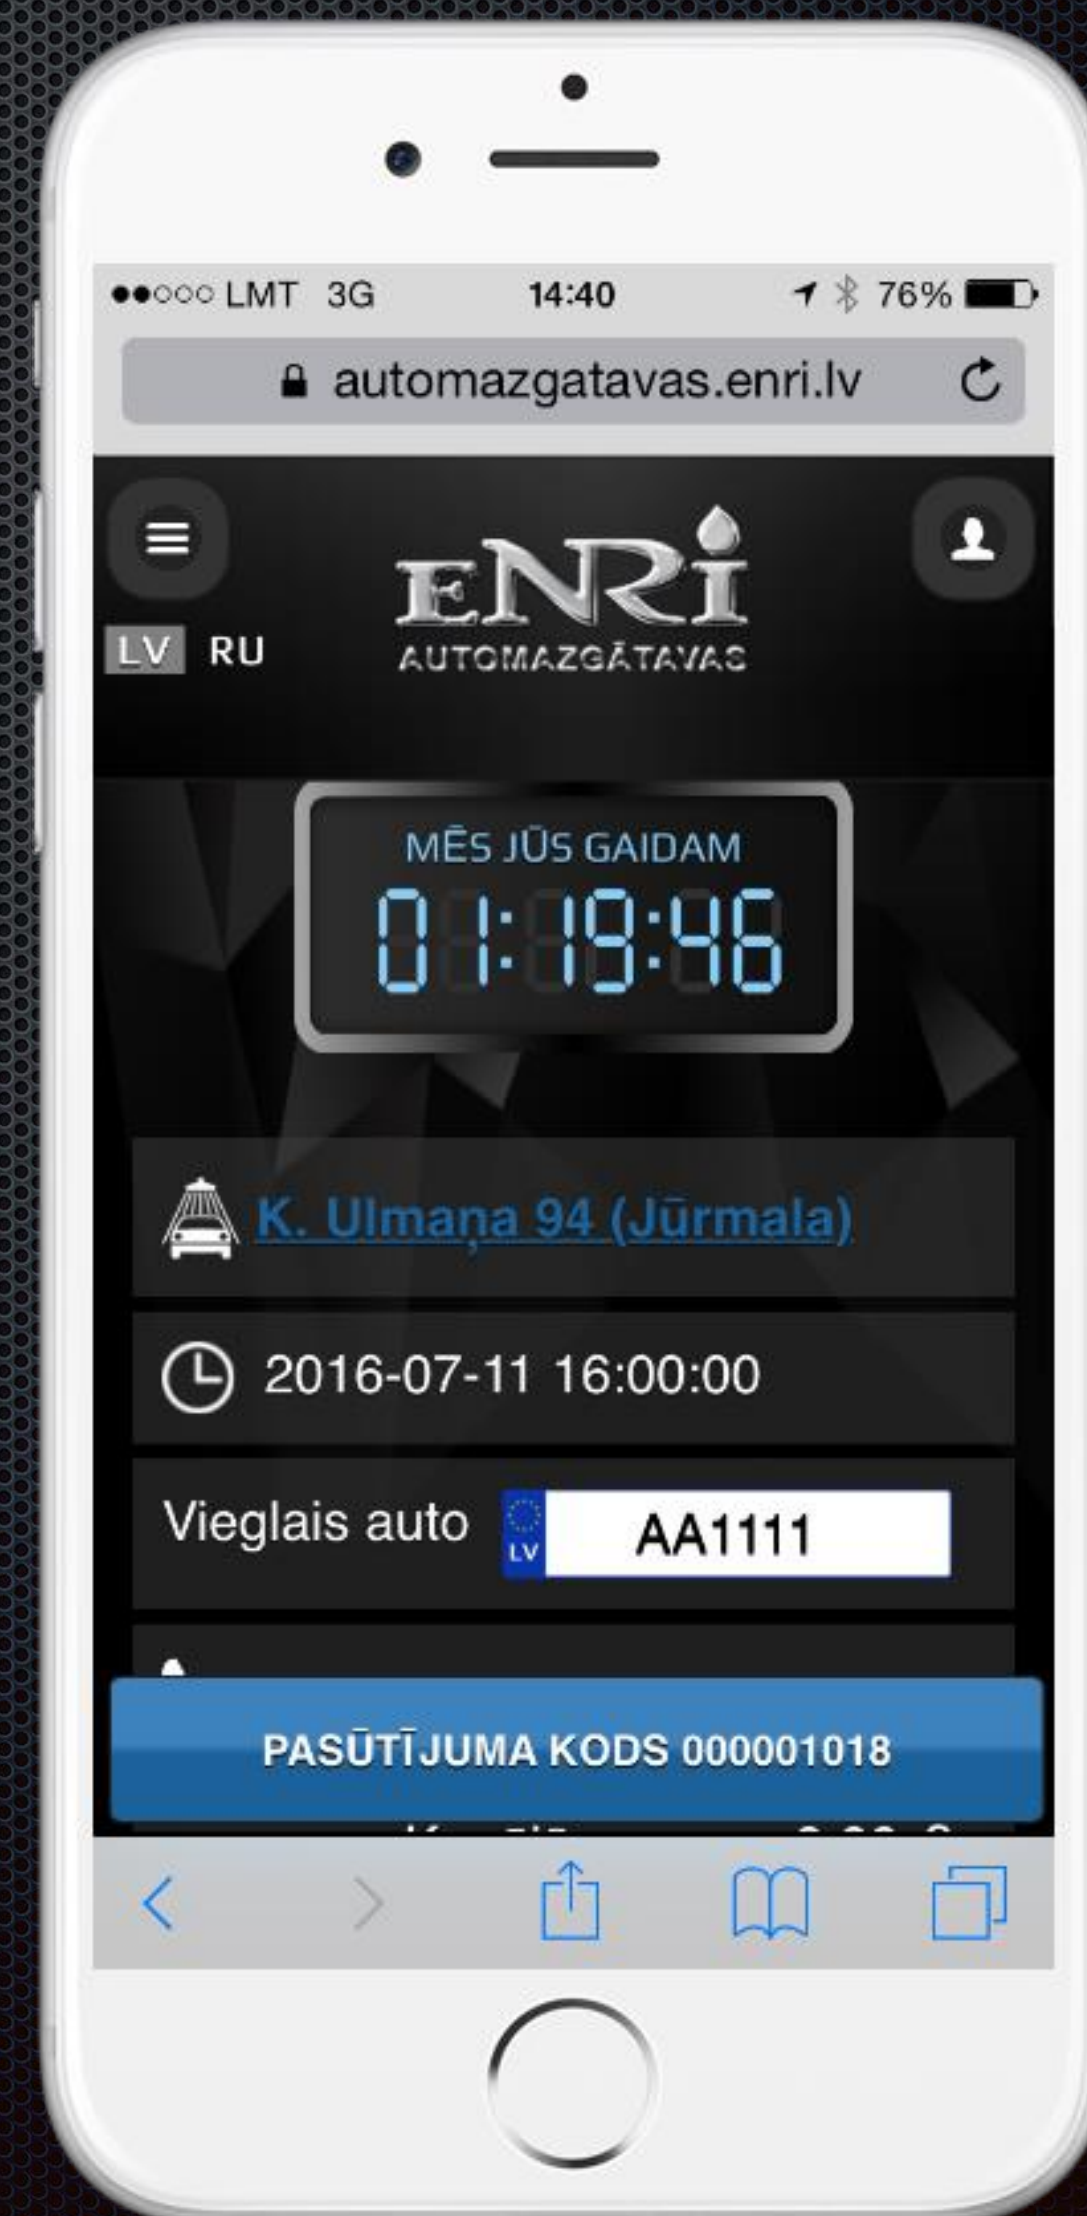 LMT 3G 14:40 76%
automazgatavas.enri.lv
ENRI
AUTOMAZGĀTAVAS
LV RU
MĒS JŪS GAIDAM
01:19:46
K. Ulmaņa 94 (Jūrmala)
2016-07-11 16:00:00
Vieglais auto LV AA1111
PASŪTĪJUMA KODS 000001018